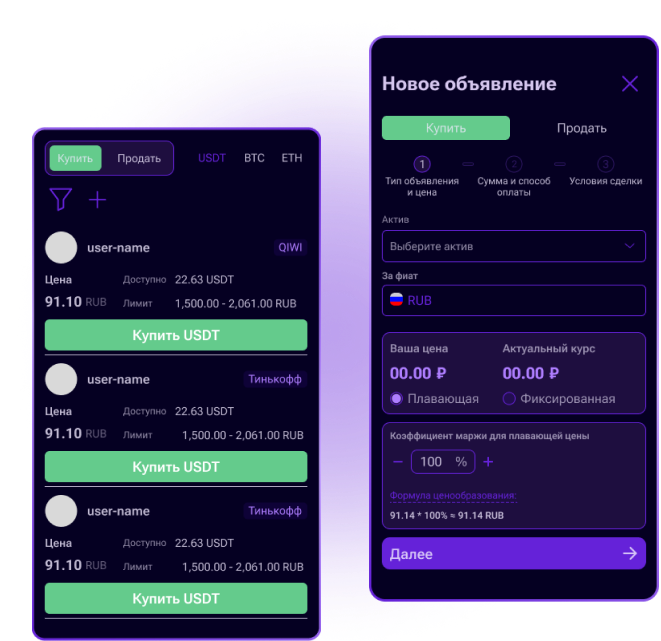 Купить Продать USDT BTC ETH
user-name QIWI
Цена Доступно 22.63 USDT
91.10 RUB Лимит 1,500.00 - 2,061.00 RUB
Купить USDT
user-name Тинькофф
Цена Доступно 22.63 USDT
91.10 RUB Лимит 1,500.00 - 2,061.00 RUB
Купить USDT
user-name Тинькофф
Цена Доступно 22.63 USDT
91.10 RUB Лимит 1,500.00 - 2,061.00 RUB
Купить USDT
Новое объявление
Купить Продать
1 2 3
Тип объявления Сумма и способ Условия сделки
и цена оплаты
Актив
Выберите актив
За фиат
RUB
Ваша цена Актуальный курс
00.00 ₽ 00.00 ₽
Плавающая Фиксированная
Коэффициент маржи для плавающей цены
− 100 % +
Формула ценообразования:
91.14 * 100% ≈ 91.14 RUB
Далее